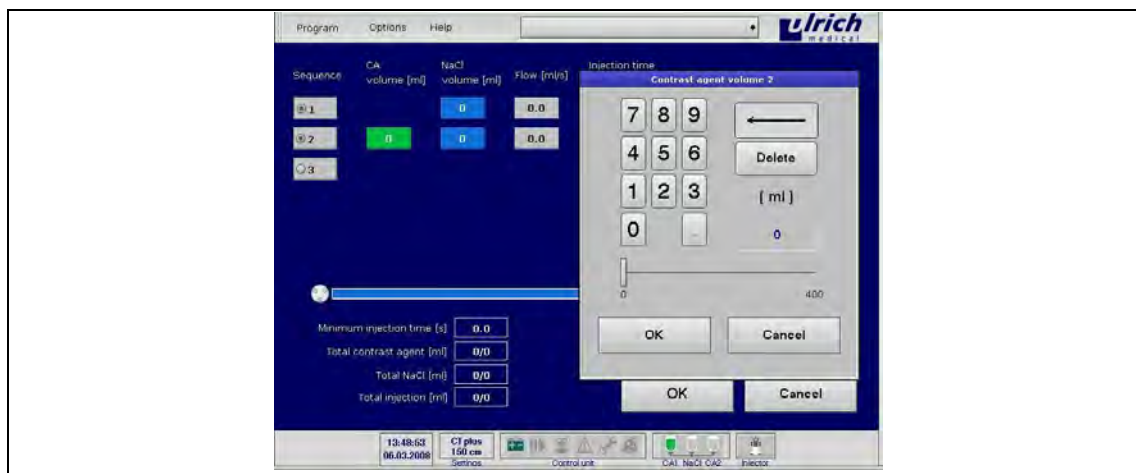 Program Options Help
ulrich
medical
Sequence
CA
volume [ml]
NaCl
volume [ml]
Flow [ml/s]
Injection time
1 0 0.0
2 0 0 0.0
3
Contrast agent volume 2
7 8 9
4 5 6 Delete
1 2 3 [ ml ]
0 0
0 400
OK Cancel
Minimum injection time [s] 0.0
Total contrast agent [ml] 0/0
Total NaCl [ml] 0/0
Total injection [ml] 0/0
OK Cancel
13:48:53
06.03.2008
CT plus
150 cm
Settings
Control unit
CA1 NaCl CA2
Injector